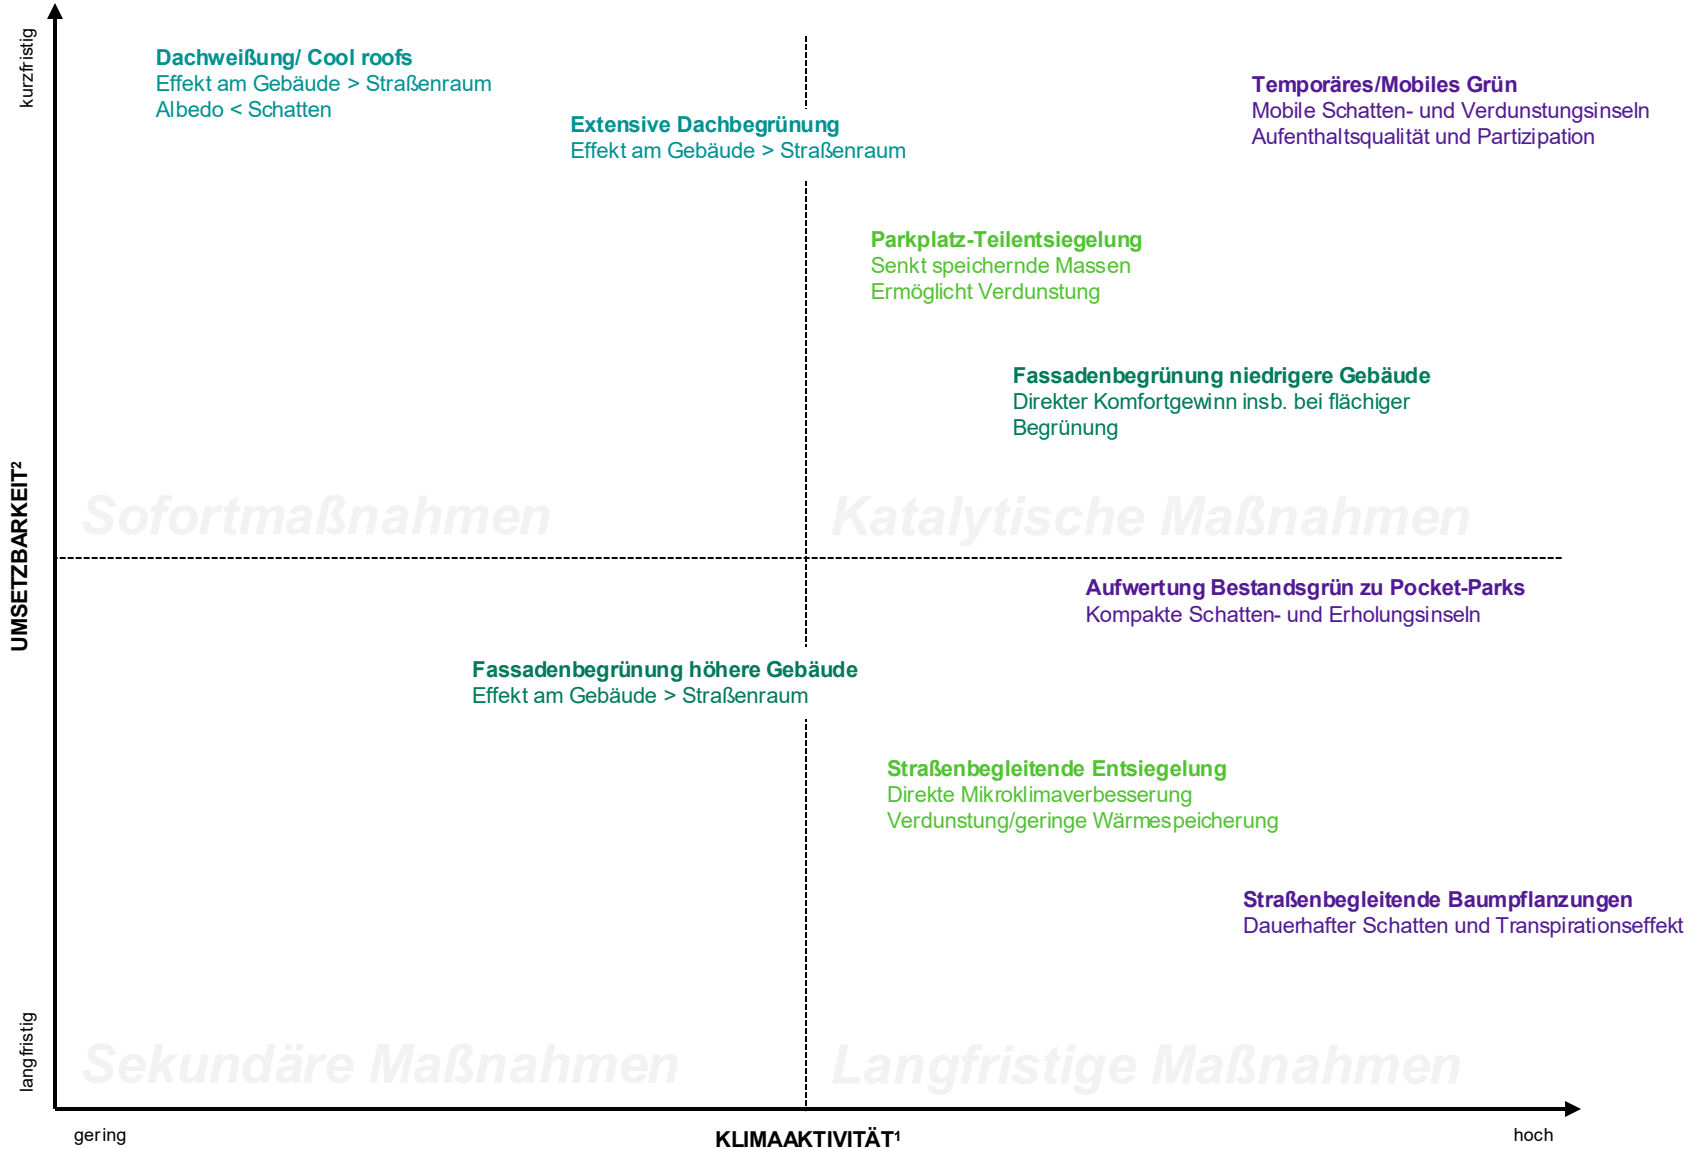 kurzfristig
Dachweißung/ Cool roofs
Effekt am Gebäude > Straßenraum
Albedo < Schatten
Extensive Dachbegrünung
Effekt am Gebäude > Straßenraum
Temporäres/Mobiles Grün
Mobile Schatten- und Verdunstungsinseln
Aufenthaltsqualität und Partizipation
Parkplatz-Teilentsiegelung
Senkt speichernde Massen
Ermöglicht Verdunstung
Fassadenbegrünung niedrigere Gebäude
Direkter Komfortgewinn insb. bei flächiger
Begrünung
Sofortmaßnahmen
Katalytische Maßnahmen
UMSETZBARKEIT²
Aufwertung Bestandsgrün zu Pocket-Parks
Kompakte Schatten- und Erholungsinseln
Fassadenbegrünung höhere Gebäude
Effekt am Gebäude > Straßenraum
Straßenbegleitende Entsiegelung
Direkte Mikroklimaverbesserung
Verdunstung/geringe Wärmespeicherung
Straßenbegleitende Baumpflanzungen
Dauerhafter Schatten und Transpirationseffekt
langfristig
Sekundäre Maßnahmen
Langfristige Maßnahmen
gering
KLIMAAKTIVITÄT¹
hoch